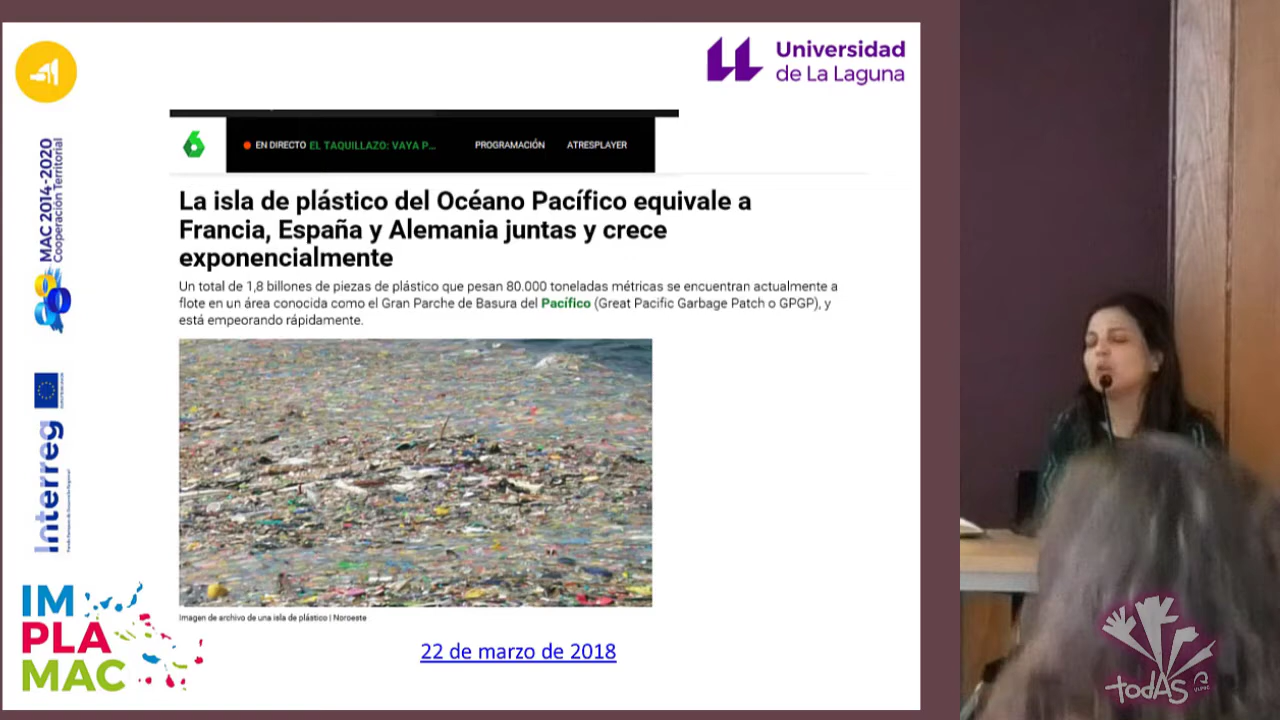 Universidad
de La Laguna
MAC 2014-2020
Cooperación Territorial
EN DIRECTO EL TAQUILLAZO: VAYA P...
PROGRAMACIÓN
ATRESPLAYER
La isla de plástico del Océano Pacífico equivale a
Francia, España y Alemania juntas y crece
exponencialmente
Un total de 1,8 billones de piezas de plástico que pesan 80.000 toneladas métricas se encuentran actualmente a
flote en un área conocida como el Gran Parche de Basura del Pacífico (Great Pacific Garbage Patch o GPGP), y
está empeorando rápidamente.
Interreg
Imagen de archivo de una isla de plástico | Noroeste
22 de marzo de 2018
IM
PLA
MAC
todAS